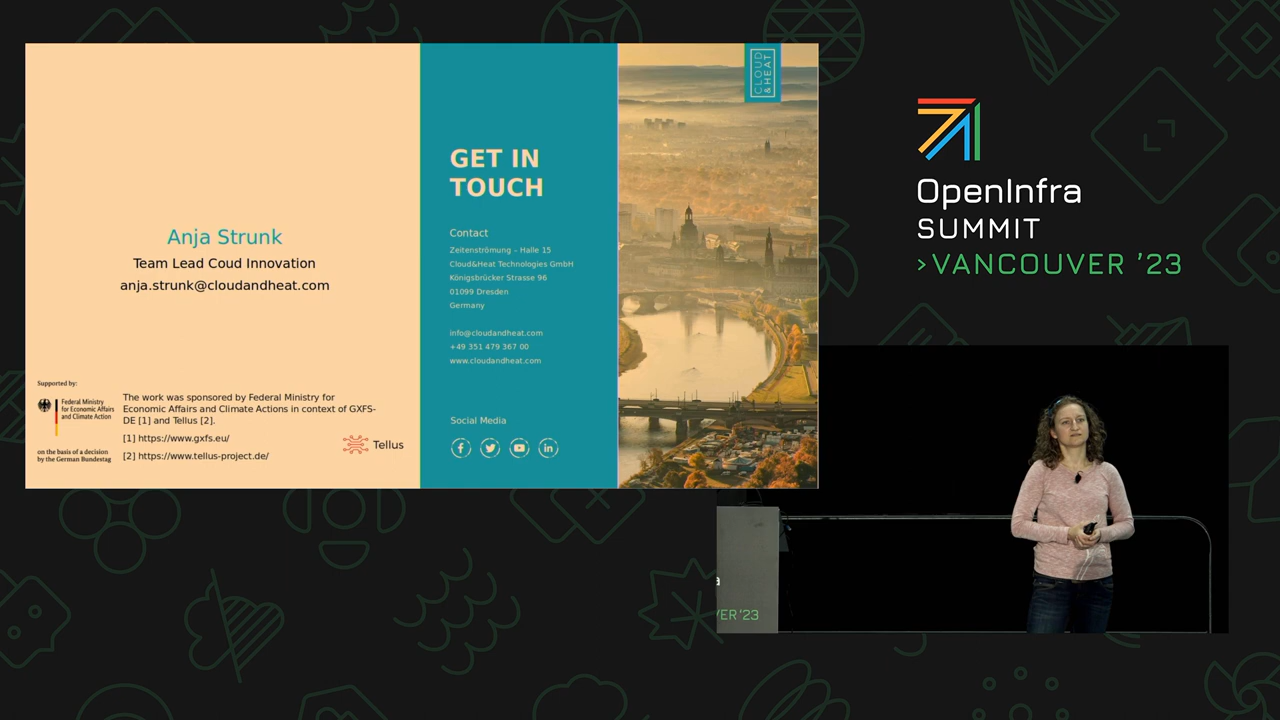 CLOUD
&HEAT
GET IN
TOUCH
Anja Strunk
Team Lead Coud Innovation
anja.strunk@cloudandheat.com
Contact
Zeitenströmung – Halle 15
Cloud&Heat Technologies GmbH
Königsbrücker Strasse 96
01099 Dresden
Germany
info@cloudandheat.com
+49 351 479 367 00
www.cloudandheat.com
Supported by:
Federal Ministry
for Economic Affairs
and Climate Action
on the basis of a decision
by the German Bundestag
The work was sponsored by Federal Ministry for
Economic Affairs and Climate Actions in context of GXFS-
DE [1] and Tellus [2].
[1] https://www.gxfs.eu/
[2] https://www.tellus-project.de/
Tellus
Social Media
OpenInfra
SUMMIT
>VANCOUVER ’23
a
VER ’23